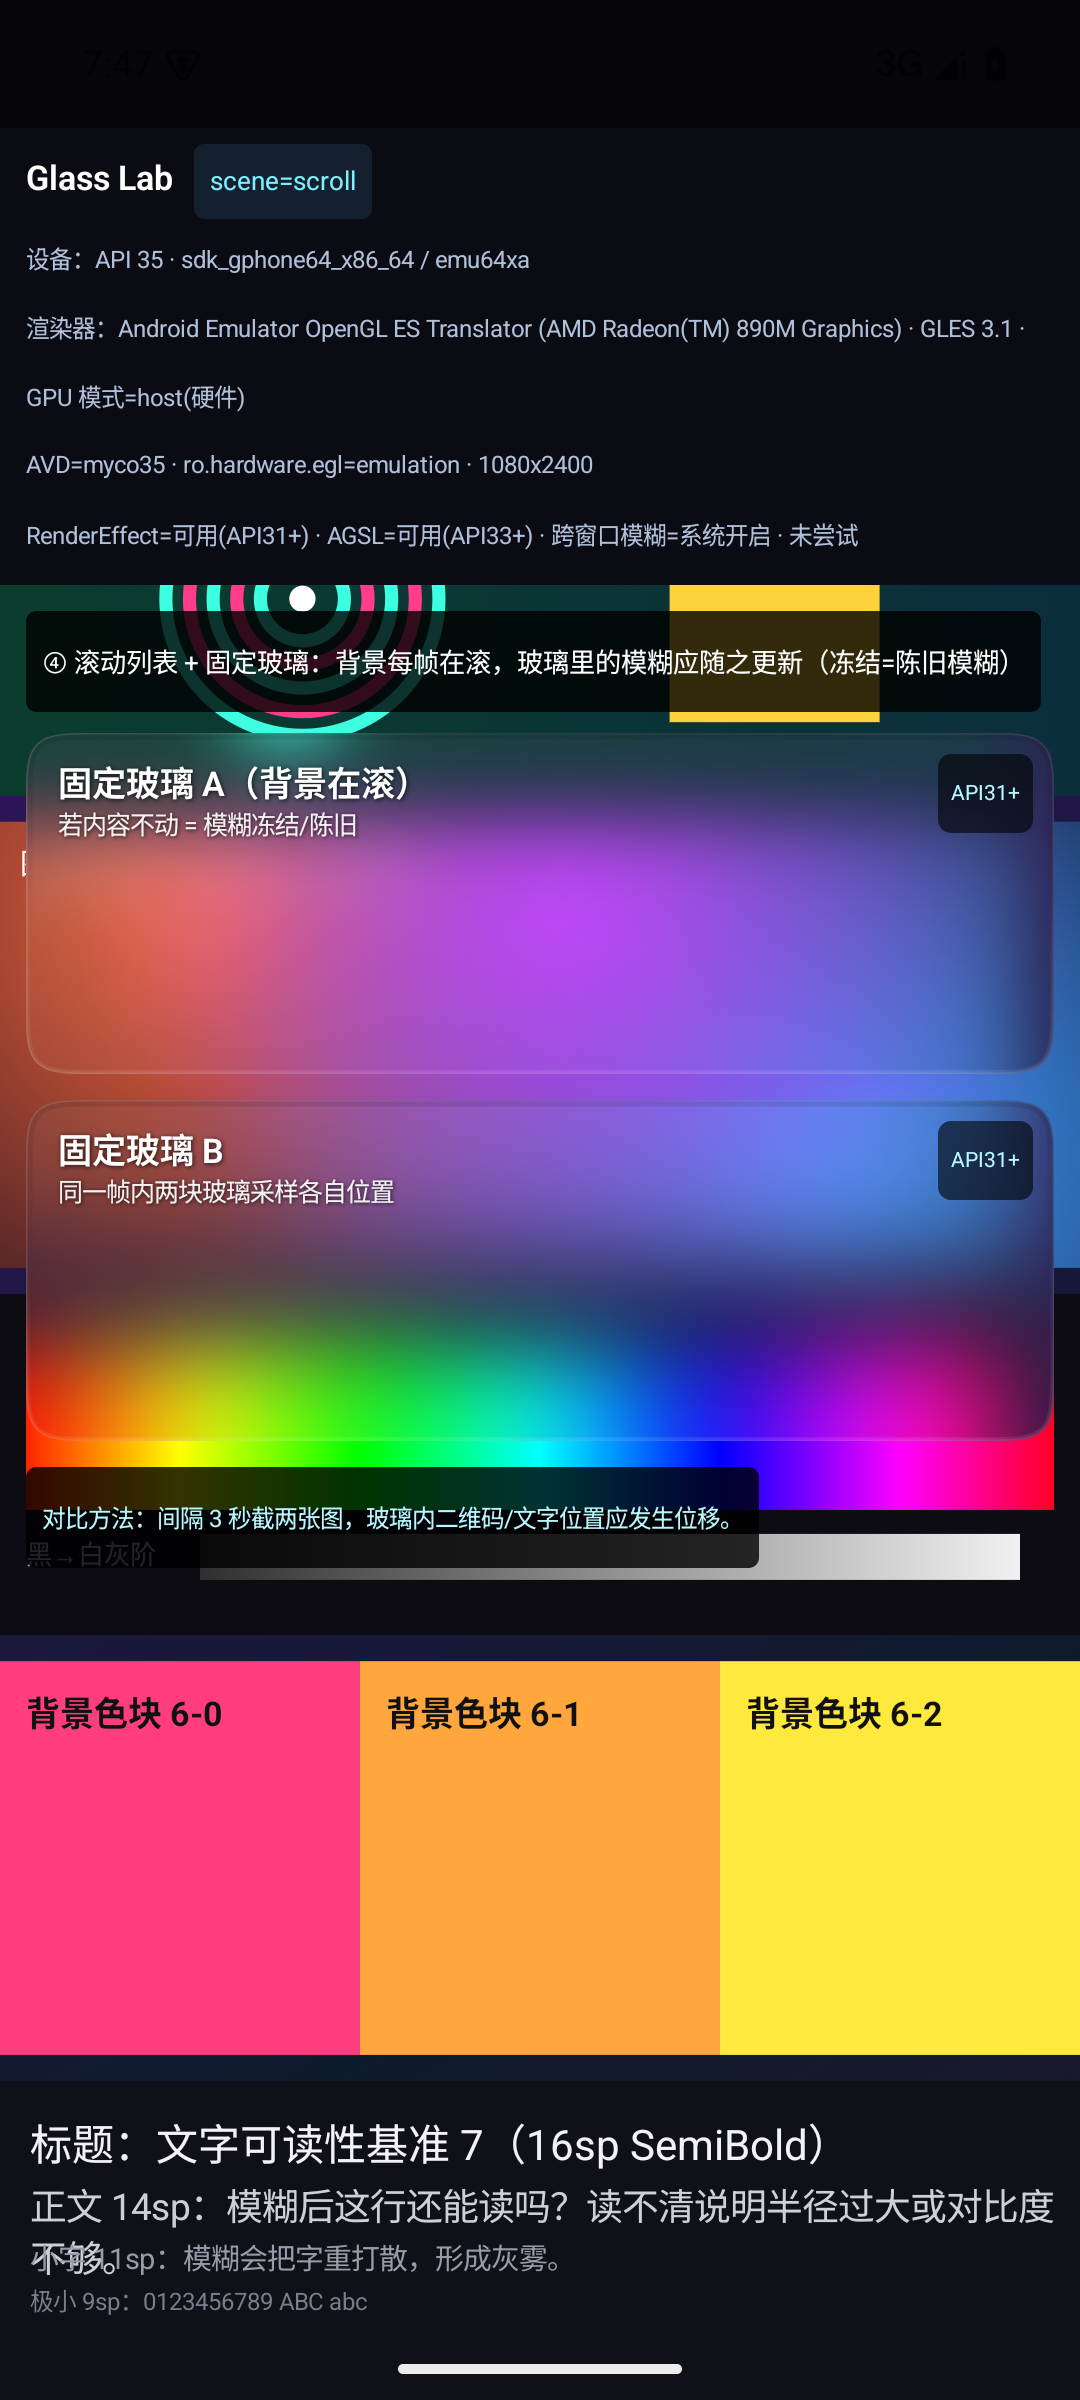 7:47
3G
Glass Lab
scene=scroll
设备：API 35 · sdk_gphone64_x86_64 / emu64xa
渲染器：Android Emulator OpenGL ES Translator (AMD Radeon(TM) 890M Graphics) · GLES 3.1 ·
GPU 模式=host(硬件)
AVD=myco35 · ro.hardware.egl=emulation · 1080x2400
RenderEffect=可用(API31+) · AGSL=可用(API33+) · 跨窗口模糊=系统开启 · 未尝试
④ 滚动列表 + 固定玻璃：背景每帧在滚，玻璃里的模糊应随之更新（冻结=陈旧模糊）
固定玻璃 A（背景在滚）
API31+
若内容不动 = 模糊冻结/陈旧
固定玻璃 B
API31+
同一帧内两块玻璃采样各自位置
对比方法：间隔 3 秒截两张图，玻璃内二维码/文字位置应发生位移。
黑→白灰阶
背景色块 6-0
背景色块 6-1
背景色块 6-2
标题：文字可读性基准 7（16sp SemiBold）
正文 14sp：模糊后这行还能读吗？读不清说明半径过大或对比度
不够。
小字 11sp：模糊会把字重打散，形成灰雾。
极小 9sp：0123456789 ABC abc